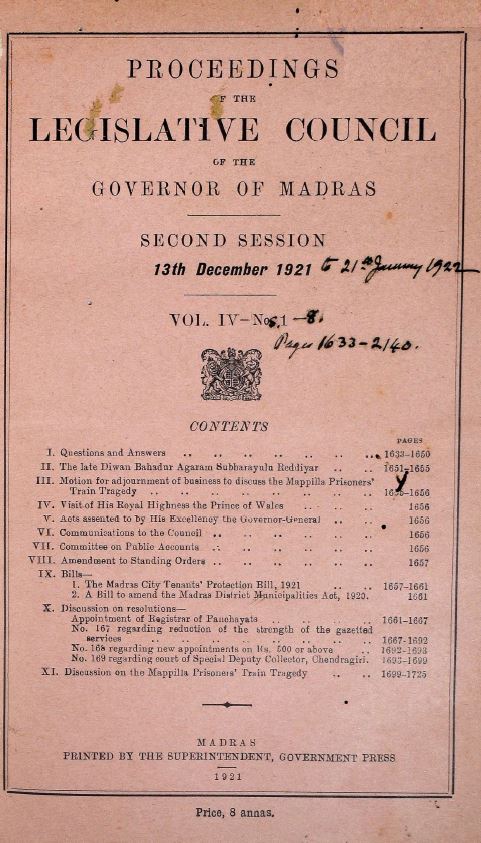 PROCEEDINGS
OF THE
LEGISLATIVE COUNCIL
OF THE
GOVERNOR OF MADRAS
SECOND SESSION
13th December 1921 to 21st January 1922
VOL. IV—Nos. 1 - 8.
Pages 1633-2140.
CONTENTS
PAGES
I. Questions and Answers .. .. .. .. .. .. .. 1633-1650
II. The late Diwan Bahadur Agaram Subbarayulu Reddiyar .. .. 1651-1655
III. Motion for adjournment of business to discuss the Mappilla Prisoners'
Train Tragedy .. .. .. .. .. .. .. .. -1656
IV. Visit of His Royal Highness the Prince of Wales .. .. .. 1656
V. Acts assented to by His Excellency the Governor-General .. .. 1656
VI. Communications to the Council .. .. .. .. .. .. 1656
VII. Committee on Public Accounts .. .. .. .. .. .. 1656
VIII. Amendment to Standing Orders .. .. .. .. .. .. 1657
IX. Bills—
1. The Madras City Tenants' Protection Bill, 1921 .. .. 1657-1661
2. A Bill to amend the Madras District Municipalities Act, 1920. 1661
X. Discussion on resolutions—
Appointment of Registrar of Panchayats .. .. .. .. 1661-1667
No. 167 regarding reduction of the strength of the gazetted
services .. .. .. .. .. .. .. .. .. 1667-1692
No. 168 regarding new appointments on Rs. 500 or above .. 1692-1693
No. 169 regarding court of Special Deputy Collector, Chendragiri. 1693-1699
XI. Discussion on the Mappilla Prisoners' Train Tragedy .. .. 1699-1725
MADRAS
PRINTED BY THE SUPERINTENDENT, GOVERNMENT PRESS
1921
Price, 8 annas.